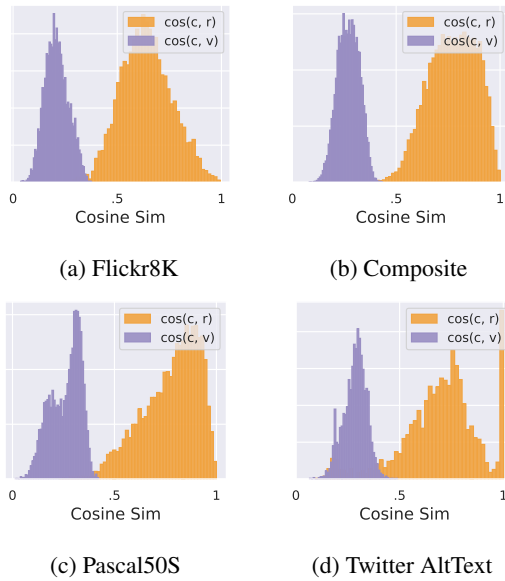 cos(c, r)
cos(c, v)
0 .5 1
Cosine Sim
(a) Flickr8K
cos(c, r)
cos(c, v)
0 .5 1
Cosine Sim
(b) Composite
cos(c, r)
cos(c, v)
0 .5 1
Cosine Sim
(c) Pascal50S
cos(c, r)
cos(c, v)
0 .5 1
Cosine Sim
(d) Twitter AltText